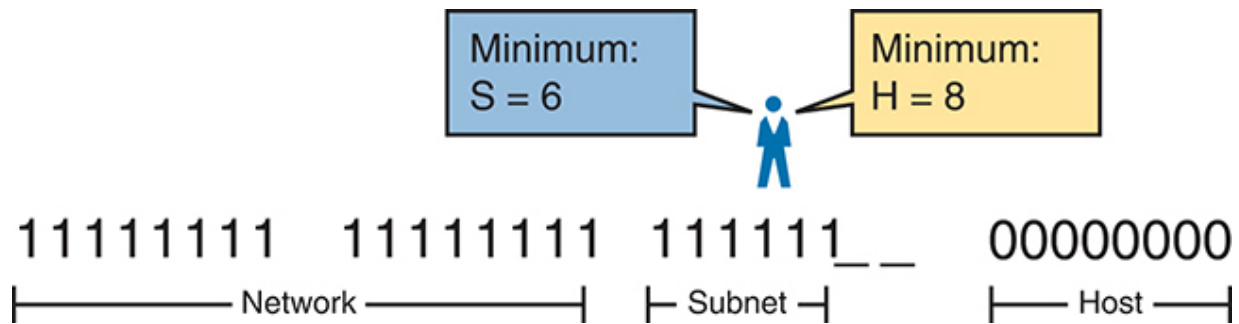 Minimum:
S = 6
Minimum:
H = 8
11111111 11111111 111111_ _ 00000000
Network Subnet Host